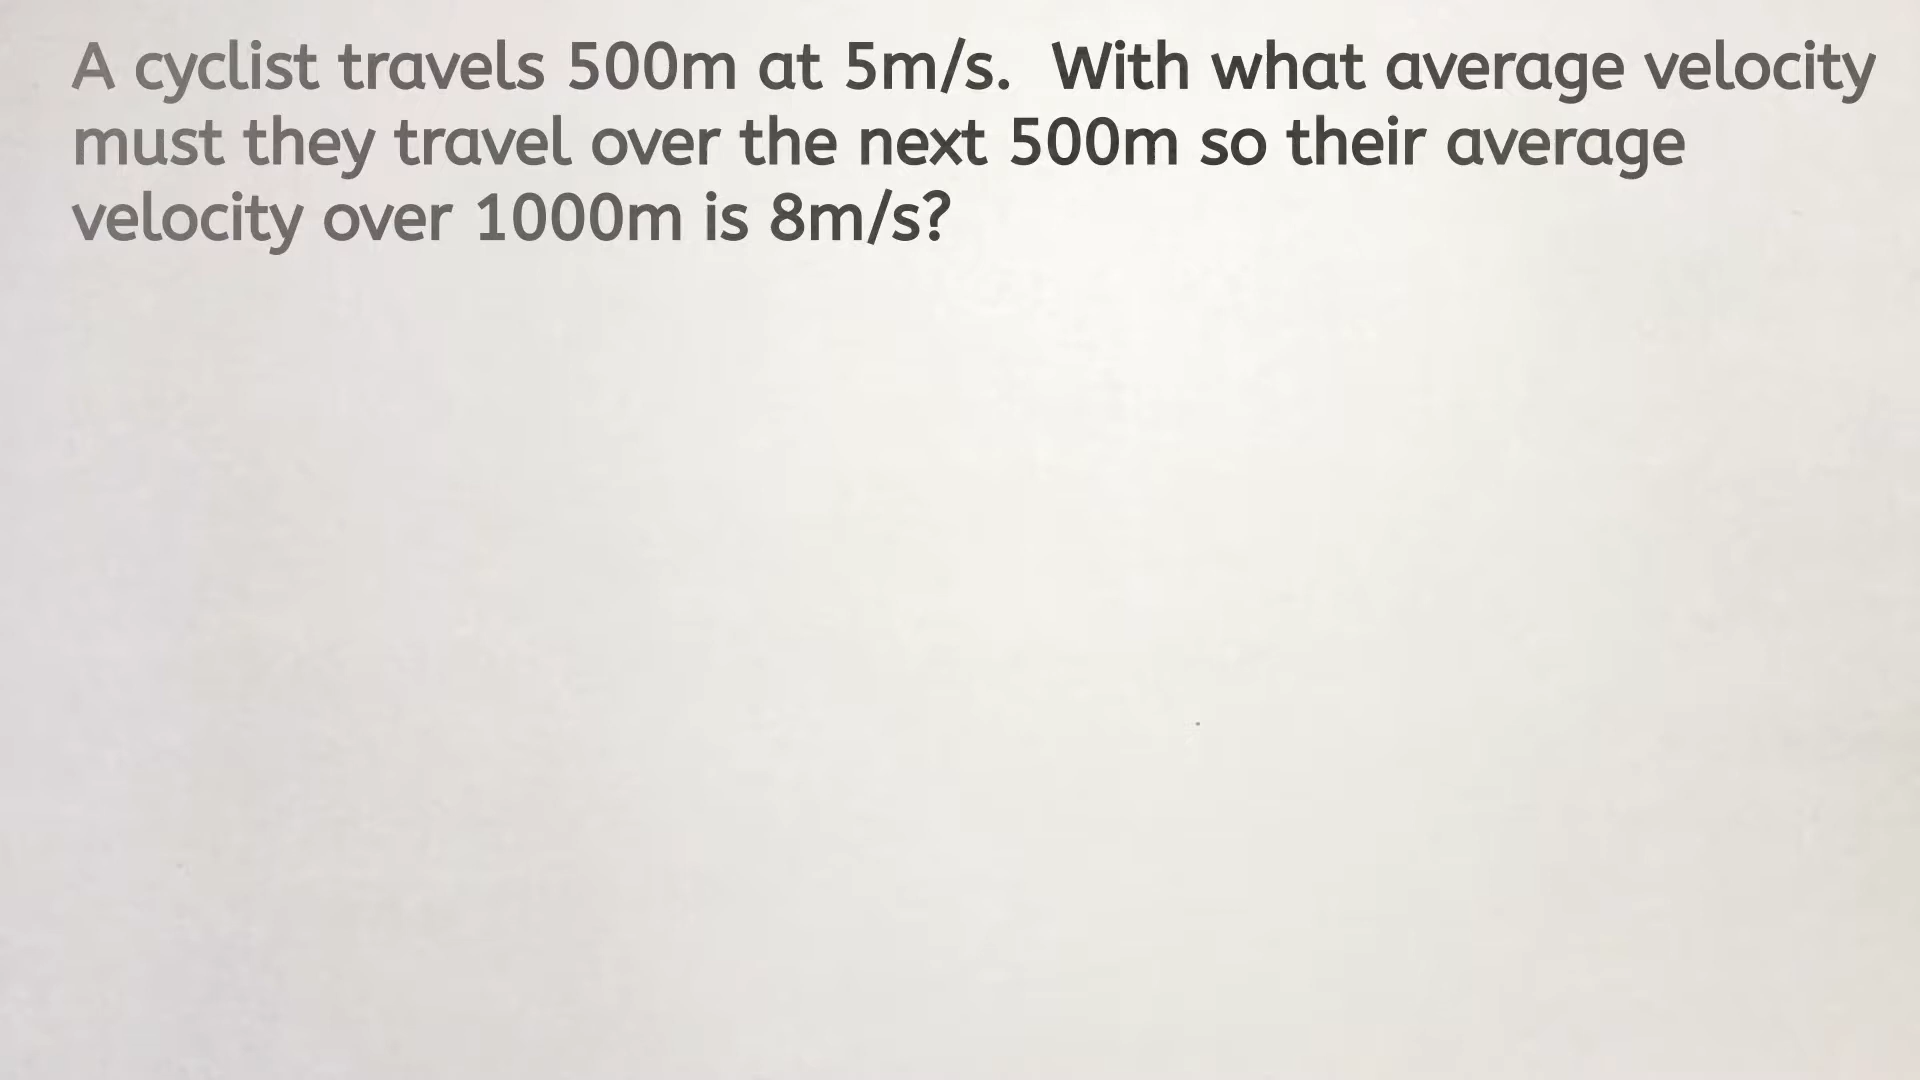 A cyclist travels 500m at 5m/s.  With what average velocity
must they travel over the next 500m so their average
velocity over 1000m is 8m/s?